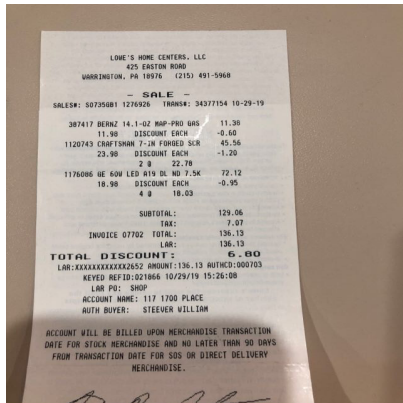 LOWE'S HOME CENTERS, LLC
425 EASTON ROAD
WARRINGTON, PA 18976 (215) 491-5960
- SALE -
SALES#: SO735GB1 1276926 TRANS#: 34377154 10-29-19
387417 BERNZ 14.1-OZ MAP-PRO GAS 11.38
11.98 DISCOUNT EACH -0.60
1120743 CRAFTSMAN 7-IN FORGED SCR 45.56
23.98 DISCOUNT EACH -1.20
2 @ 22.78
1176086 GE 60W LED A19 DL ND 7.5K 72.12
18.98 DISCOUNT EACH -0.95
4 @ 18.03
SUBTOTAL: 129.06
TAX: 7.07
INVOICE 07702 TOTAL: 136.13
LAR: 136.13
TOTAL DISCOUNT: 6.80
LAR:XXXXXXXXXXXX2652 AMOUNT:136.13 AUTHCD:000703
KEYED REFID:021866 10/29/19 15:26:08
LAR PO: SHOP
ACCOUNT NAME: 117 1700 PLACE
AUTH BUYER: STEEVER WILLIAM
ACCOUNT WILL BE BILLED UPON MERCHANDISE TRANSACTION
DATE FOR STOCK MERCHANDISE AND NO LATER THAN 90 DAYS
FROM TRANSACTION DATE FOR SOS OR DIRECT DELIVERY
MERCHANDISE.